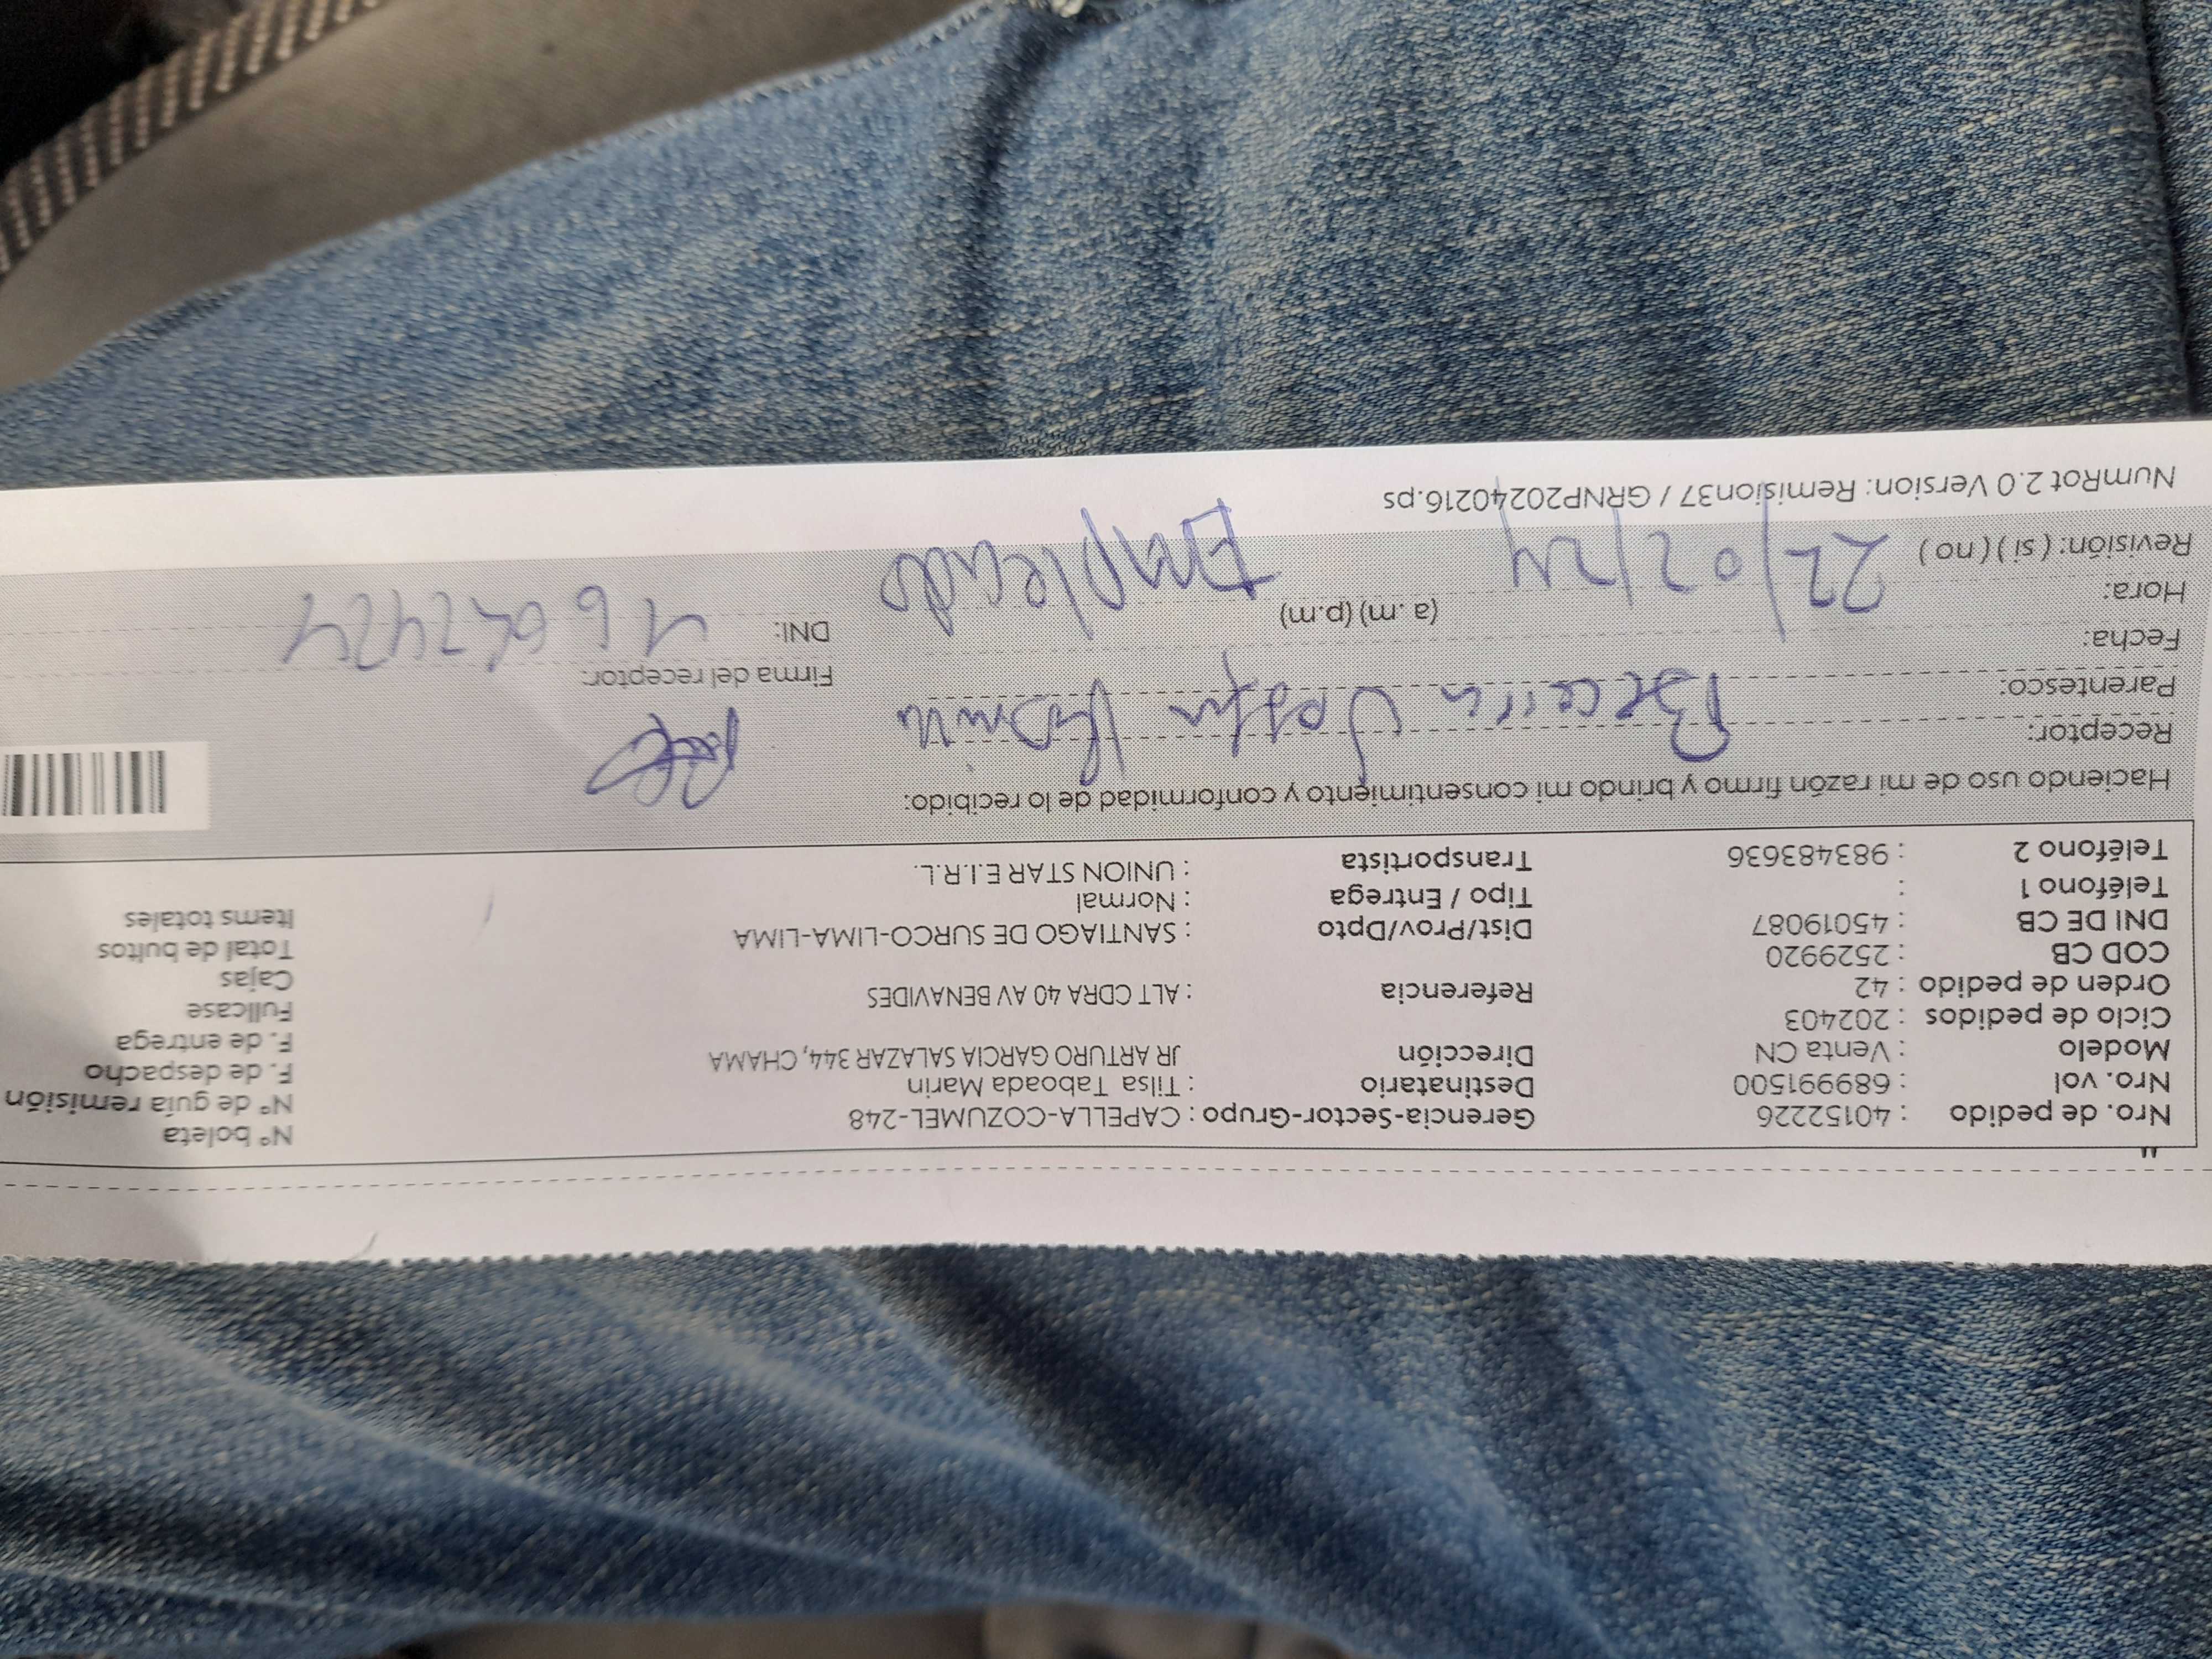 Nro. de pedido : 40152226 Gerencia-Sector-Grupo : CAPELLA-COZUMEL-248 N° boleta
Nro. vol : 689991500 Destinatario : Tilsa Taboada Marin N° de guía remisión
Modelo : Venta CN Dirección JR ARTURO GARCIA SALAZAR 344, CHAMA F. de despacho
Ciclo de pedidos : 202403 F. de entrega
Orden de pedido : 42 Referencia : ALT CDRA 40 AV BENAVIDES Fullcase
COD CB : 2529920 Cajas
DNI DE CB : 45019087 Dist/Prov/Dpto : SANTIAGO DE SURCO-LIMA-LIMA Total de bultos
Teléfono 1 : Tipo / Entrega : Normal Items totales
Teléfono 2 : 983483636 Transportista : UNION STAR E.I.R.L.
Haciendo uso de mi razón firmo y brindo mi consentimiento y conformidad de lo recibido:
Receptor: Becerra
Parentesco: Firma del receptor:
Fecha: 22/02/24 Empleado DNI:
Hora: (a. m) (p.m)
Revisión: ( si ) ( no )
NumRot 2.0 Version: Remision37 / GRNP20240216.ps